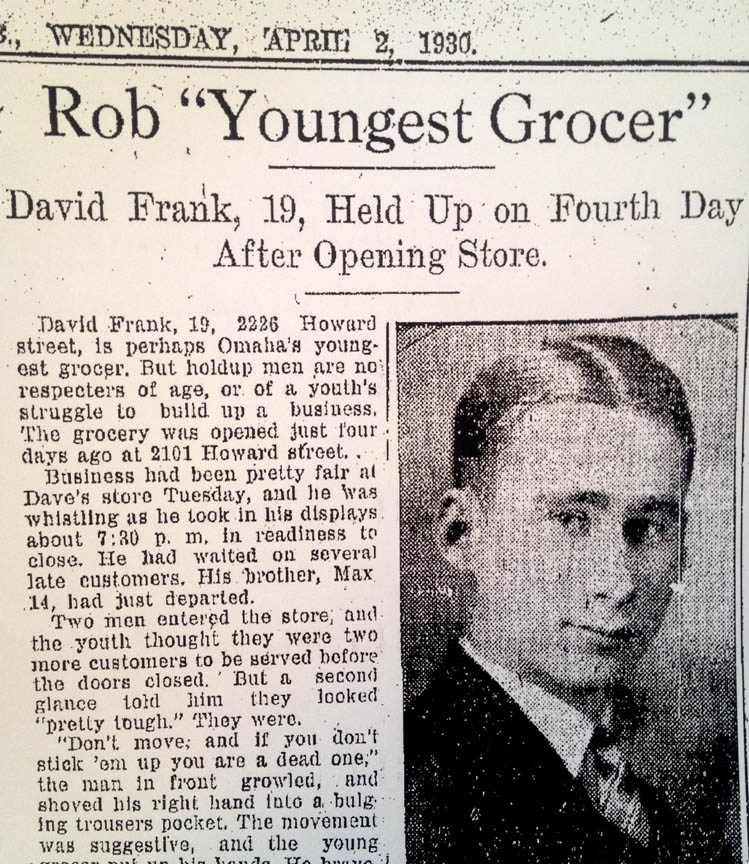 WEDNESDAY, APRIL 2, 1930.
Rob “Youngest Grocer”
David Frank, 19, Held Up on Fourth Day
After Opening Store.
David Frank, 19, 2226 Howard
street, is perhaps Omaha's young-
est grocer. But holdup men are no
respecters of age, or of a youth's
struggle to build up a business.
The grocery was opened just four
days ago at 2101 Howard street.
Business had been pretty fair at
Dave's store Tuesday, and he was
whistling as he took in his displays
about 7:30 p. m. in readiness to
close. He had waited on several
late customers. His brother, Max
14, had just departed.
Two men entered the store, and
the youth thought they were two
more customers to be served before
the doors closed. But a second
glance told him they looked
“pretty tough.” They were.
“Don't move, and if you don't
stick 'em up you are a dead one,”
the man in front growled, and
shoved his right hand into a bulg-
ing trousers pocket. The movement
was suggestive, and the young
grocer put up his hands. He